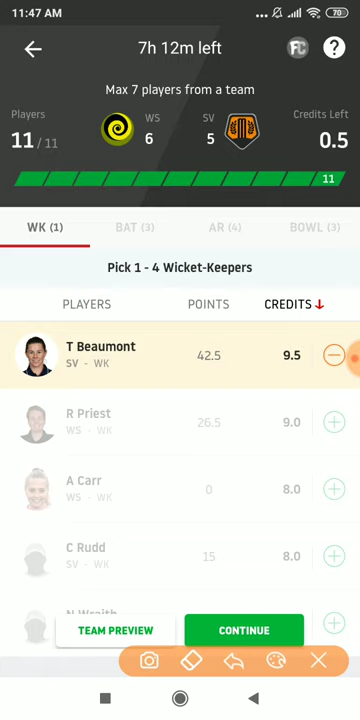 11:47 AM
70
7h 12m left
FC
?
Max 7 players from a team
Players
11 / 11
WS
6
SV
5
Credits Left
0.5
11
WK (1)
BAT (3)
AR (4)
BOWL (3)
Pick 1 - 4 Wicket-Keepers
PLAYERS
POINTS
CREDITS
T Beaumont
SV - WK
42.5
9.5
R Priest
WS - WK
26.5
9.0
A Carr
WS - WK
0
8.0
C Rudd
SV - WK
15
8.0
N Wraith
TEAM PREVIEW
CONTINUE